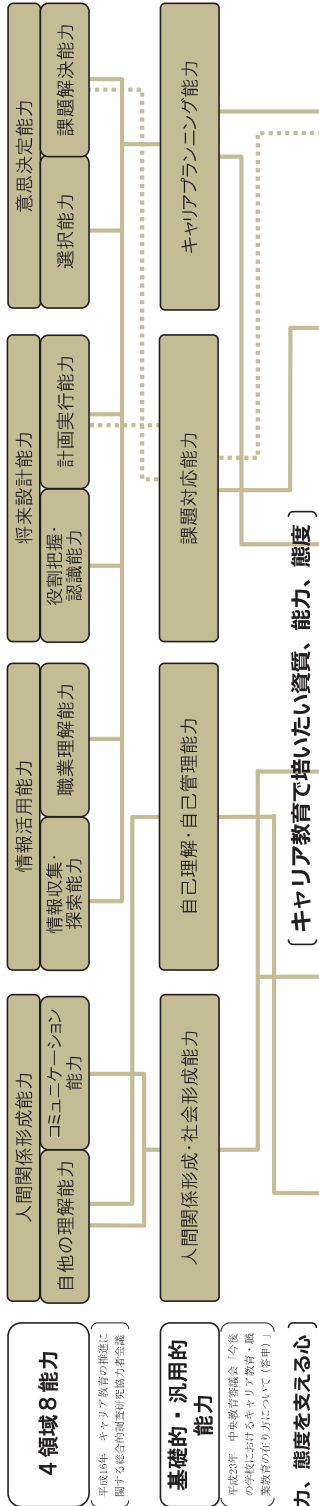 4領域8能力
平成16年 キャリア教育の推進に
関する総合的調査研究協力者会議
人間関係形成能力
自他の理解能力
コミュニケーション
能力
情報活用能力
情報収集・
探索能力
職業理解能力
将来設計能力
役割把握・
認識能力
計画実行能力
意思決定能力
選択能力
課題解決能力
基礎的・汎用的
能力
平成23年 中央教育審議会「今後
の学校におけるキャリア教育・職
業教育の在り方について(答申)」
人間関係形成・社会形成能力
自己理解・自己管理能力
課題対応能力
キャリアプランニング能力
力、態度を支える心〕
〔キャリア教育で培いたい資質、能力、態度〕